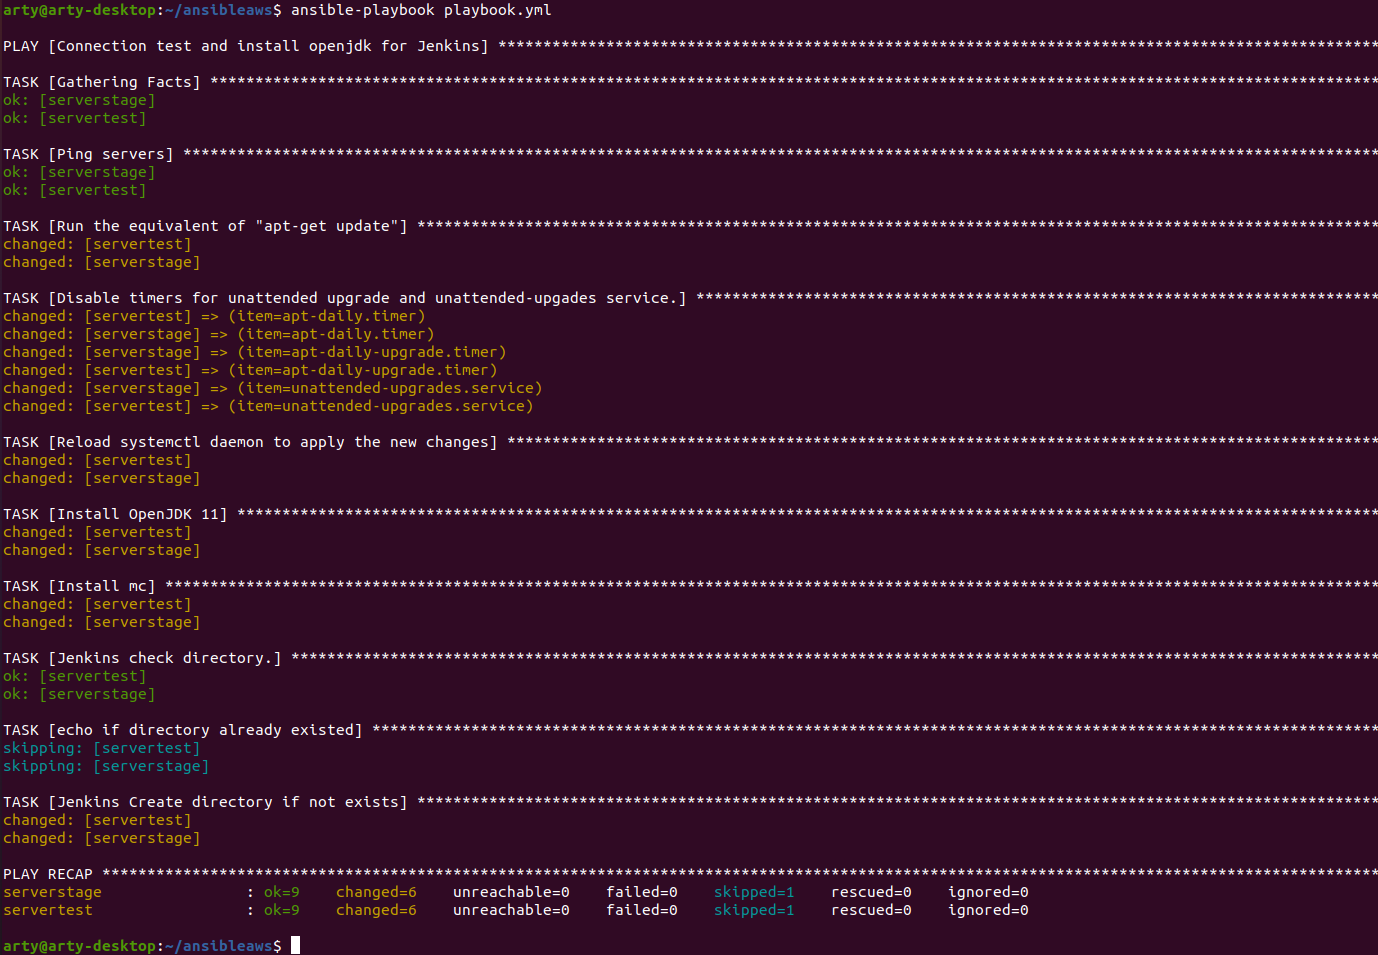 arty@arty-desktop:~/ansibleaws$ ansible-playbook playbook.yml
PLAY [Connection test and install openjdk for Jenkins] **************************************************************************************************
TASK [Gathering Facts] **********************************************************************************************************************************
ok: [serverstage]
ok: [servertest]
TASK [Ping servers] *************************************************************************************************************************************
ok: [serverstage]
ok: [servertest]
TASK [Run the equivalent of "apt-get update"] ***********************************************************************************************************
changed: [servertest]
changed: [serverstage]
TASK [Disable timers for unattended upgrade and unattended-upgades service.] ****************************************************************************
changed: [servertest] => (item=apt-daily.timer)
changed: [serverstage] => (item=apt-daily.timer)
changed: [serverstage] => (item=apt-daily-upgrade.timer)
changed: [servertest] => (item=apt-daily-upgrade.timer)
changed: [serverstage] => (item=unattended-upgrades.service)
changed: [servertest] => (item=unattended-upgrades.service)
TASK [Reload systemctl daemon to apply the new changes] *************************************************************************************************
changed: [servertest]
changed: [serverstage]
TASK [Install OpenJDK 11] *******************************************************************************************************************************
changed: [servertest]
changed: [serverstage]
TASK [Install mc] ***************************************************************************************************************************************
changed: [servertest]
changed: [serverstage]
TASK [Jenkins check directory.] *************************************************************************************************************************
ok: [servertest]
ok: [serverstage]
TASK [echo if directory already existed] ****************************************************************************************************************
skipping: [servertest]
skipping: [serverstage]
TASK [Jenkins Create directory if not exists] ***********************************************************************************************************
changed: [servertest]
changed: [serverstage]
PLAY RECAP **********************************************************************************************************************************************
serverstage                : ok=9    changed=6    unreachable=0    failed=0    skipped=1    rescued=0    ignored=0
servertest                 : ok=9    changed=6    unreachable=0    failed=0    skipped=1    rescued=0    ignored=0
arty@arty-desktop:~/ansibleaws$